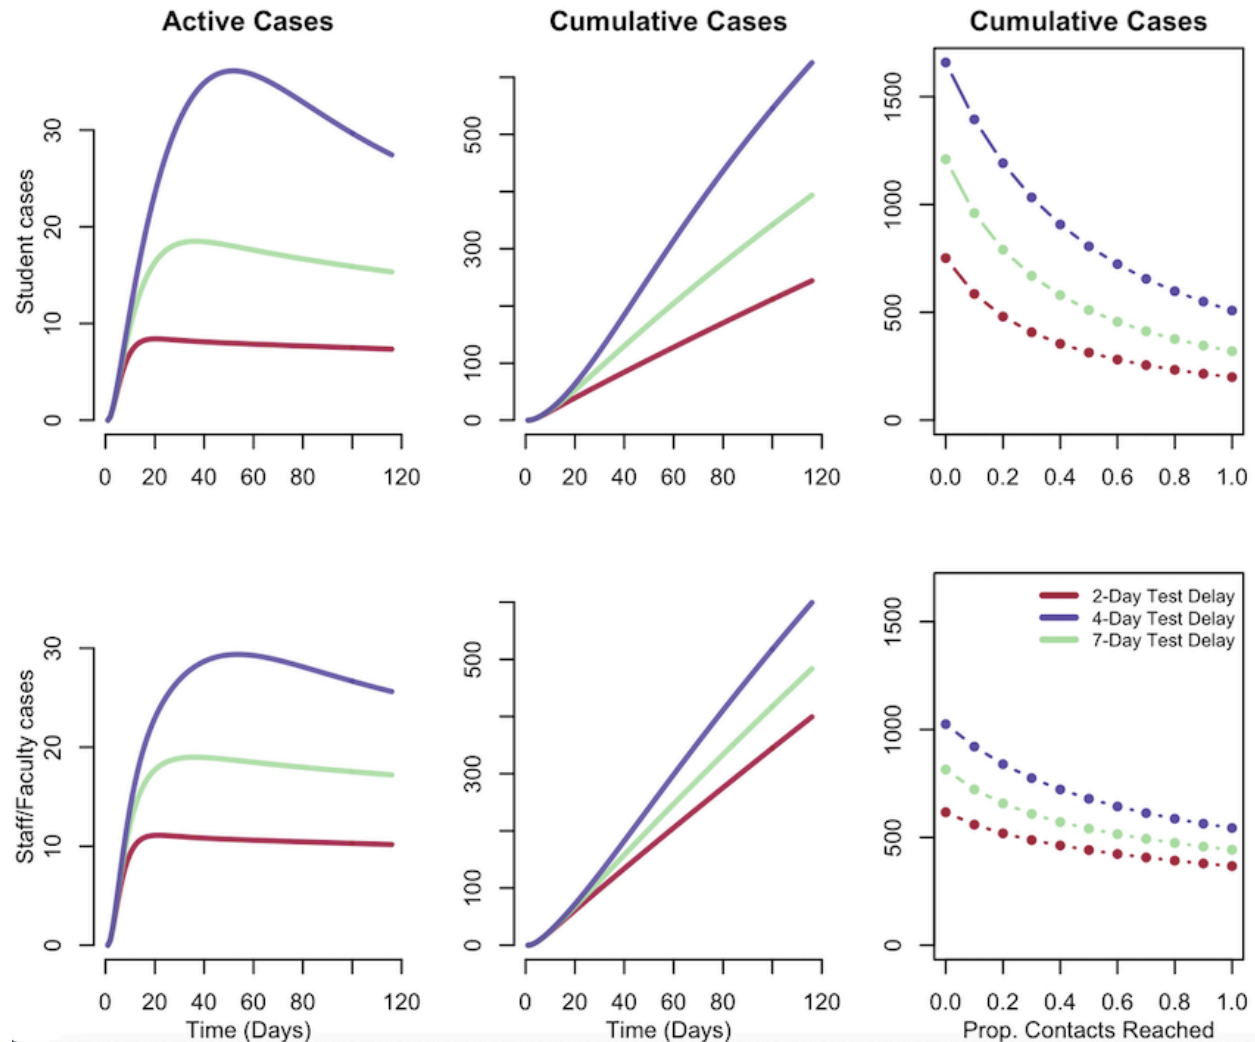 Active Cases
Cumulative Cases
Cumulative Cases
Student cases
0 10 20 30
0 20 40 60 80 120
0 100 300 500
0 20 40 60 80 120
0 500 1000 1500
0.0 0.2 0.4 0.6 0.8 1.0
Staff/Faculty cases
0 10 20 30
0 20 40 60 80 120
Time (Days)
0 100 300 500
0 20 40 60 80 120
Time (Days)
2-Day Test Delay
4-Day Test Delay
7-Day Test Delay
0 500 1000 1500
0.0 0.2 0.4 0.6 0.8 1.0
Prop. Contacts Reached